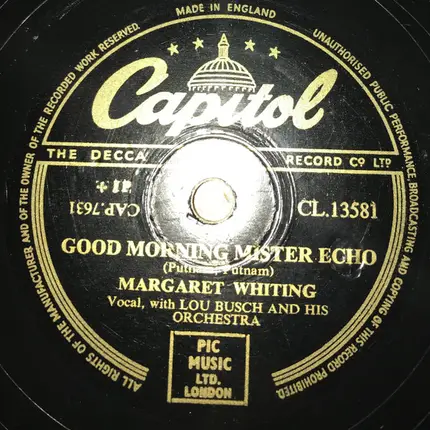 MADE IN ENGLAND
ALL RIGHTS OF THE MANUFACTURER AND OF THE OWNER OF THE RECORDED WORK RESERVED.
UNAUTHORISED PUBLIC PERFORMANCE, BROADCASTING AND COPYING OF THIS RECORD PROHIBITED.
Capitol
THE DECCA RECORD CO LTD
CAP.7631
CL.13581
GOOD MORNING MISTER ECHO
(Putnam, Putnam)
MARGARET WHITING
Vocal, with LOU BUSCH AND HIS
ORCHESTRA
PIC
MUSIC
LTD.
LONDON